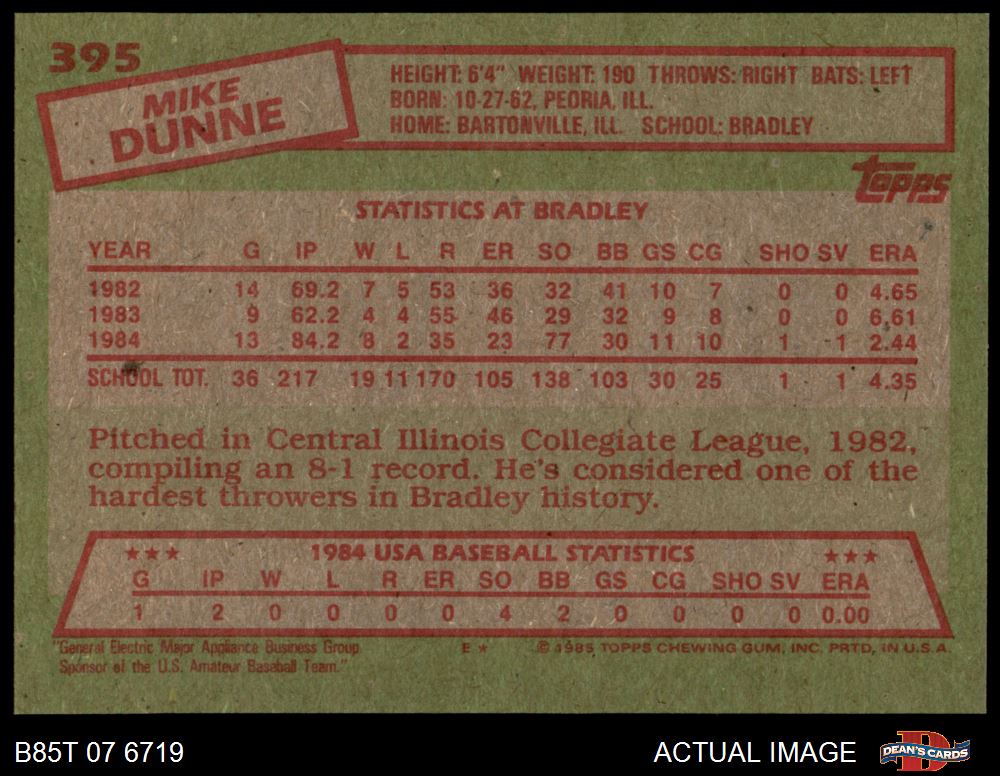 395
MIKE
DUNNE
HEIGHT: 6'4" WEIGHT: 190 THROWS: RIGHT BATS: LEFT
BORN: 10-27-62, PEORIA, ILL.
HOME: BARTONVILLE, ILL. SCHOOL: BRADLEY
Topps
STATISTICS AT BRADLEY
YEAR G IP W L R ER SO BB GS CG SHO SV ERA
1982 14 69.2 7 5 53 36 32 41 10 7 0 0 4.65
1983 9 62.2 4 4 55 46 29 32 9 8 0 0 6.61
1984 13 84.2 8 2 35 23 77 30 11 10 1 1 2.44
SCHOOL TOT. 36 217 19 11 170 105 138 103 30 25 1 1 4.35
Pitched in Central Illinois Collegiate League, 1982,
compiling an 8-1 record. He's considered one of the
hardest throwers in Bradley history.
★★★ 1984 USA BASEBALL STATISTICS ★★★
G IP W L R ER SO BB GS CG SHO SV ERA
1 2 0 0 0 0 4 2 0 0 0 0 0.00
"General Electric Major Appliance Business Group
Sponsor of the U.S. Amateur Baseball Team."
E* © 1985 TOPPS CHEWING GUM, INC. PRTD. IN U.S.A.
B85T 07 6719
ACTUAL IMAGE
D
DEAN'S CARDS